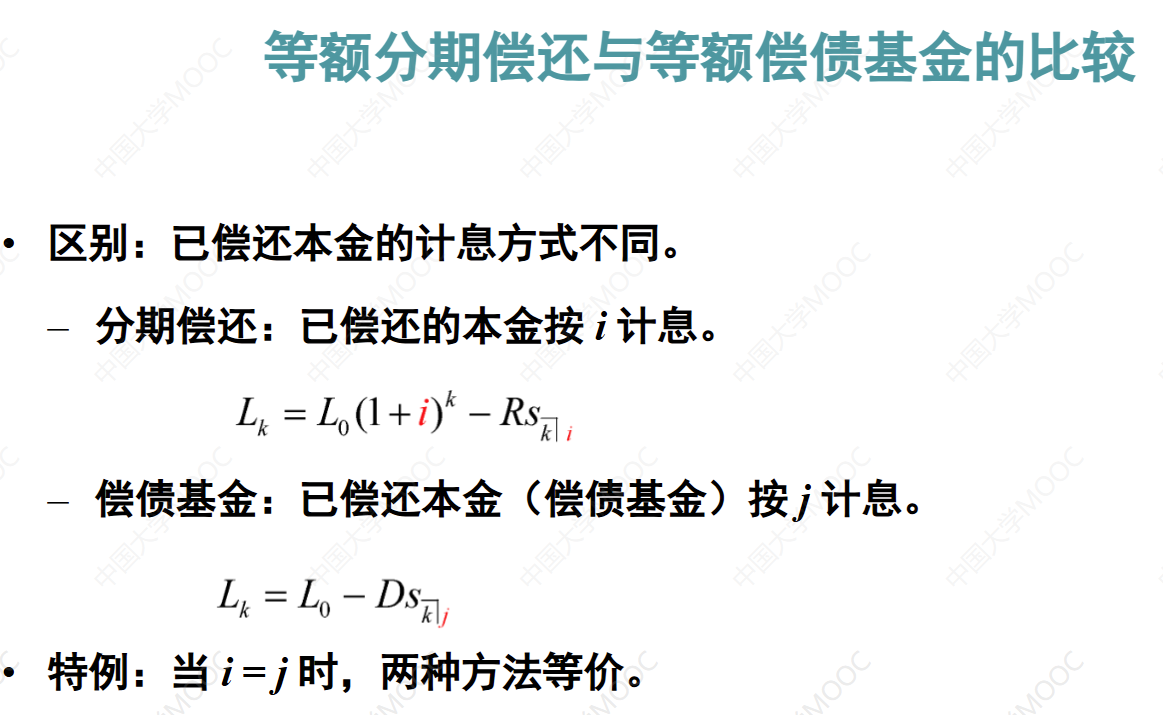 等额分期偿还与等额偿债基金的比较
• 区别：已偿还本金的计息方式不同。
– 分期偿还：已偿还的本金按 i 计息。
L_k = L_0(1+i)^k − Rs_{k̅| i}
– 偿债基金：已偿还本金（偿债基金）按 j 计息。
L_k = L_0 − Ds_{k̅| j}
• 特例：当 i = j 时，两种方法等价。
中国大学MOOC